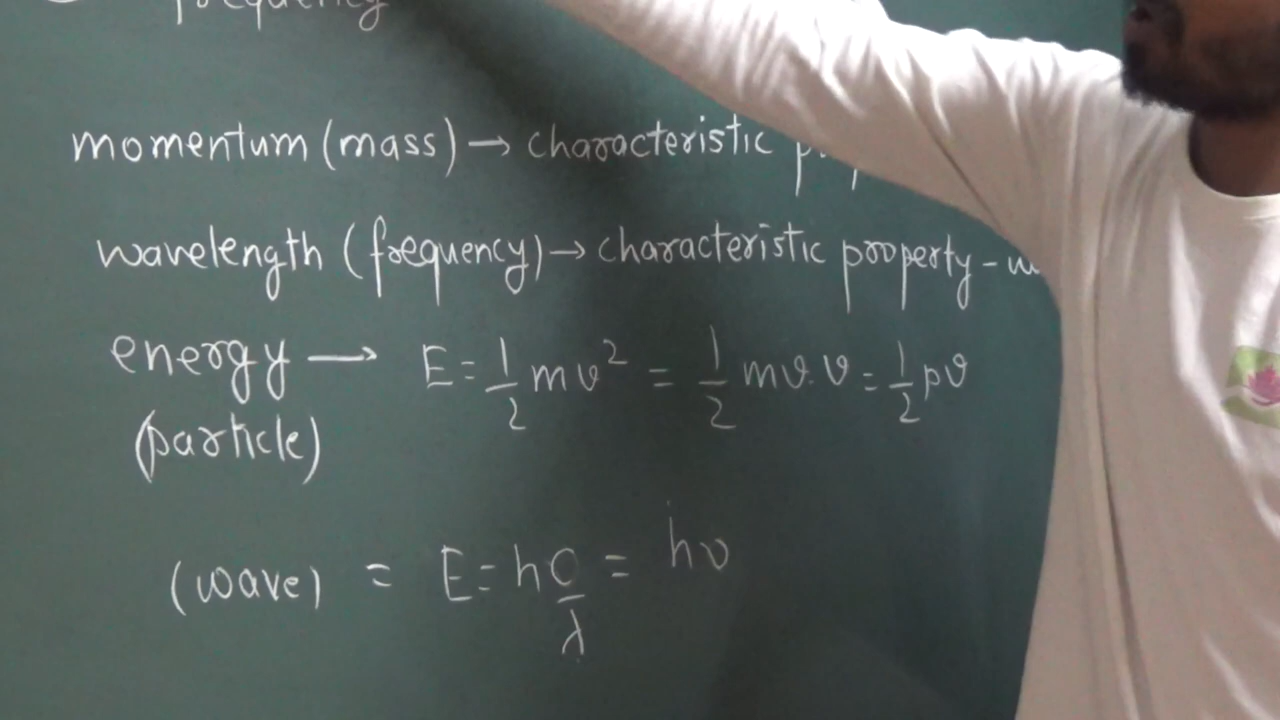 frequency
momentum (mass) → characteristic
wavelength (frequency) → characteristic property -
energy → E = 1/2 mv² = 1/2 mv.v = 1/2 pv
(particle)
(wave) = E = hc/λ = hν